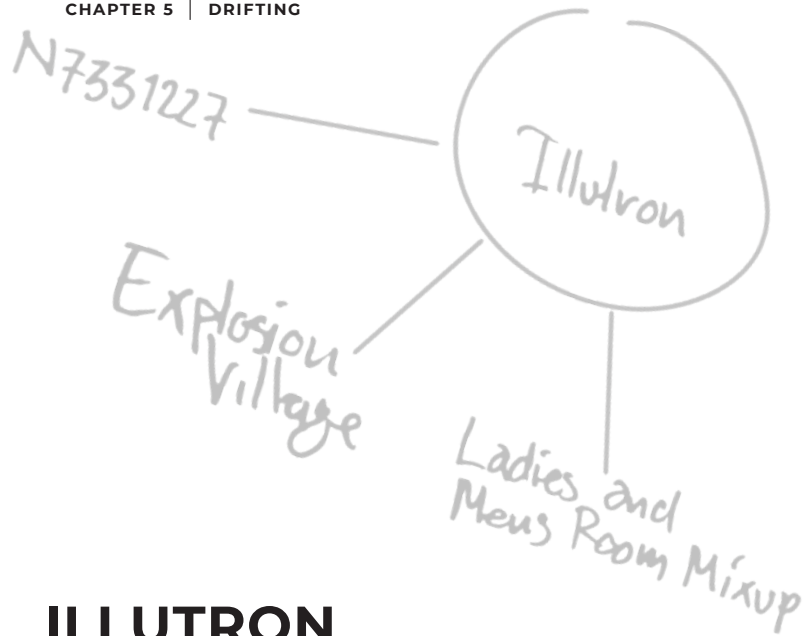 CHAPTER 5 | DRIFTING
N7331227
Illutron
Explosion
Village
Ladies and
Mens Room Mixup
ILLUTRON